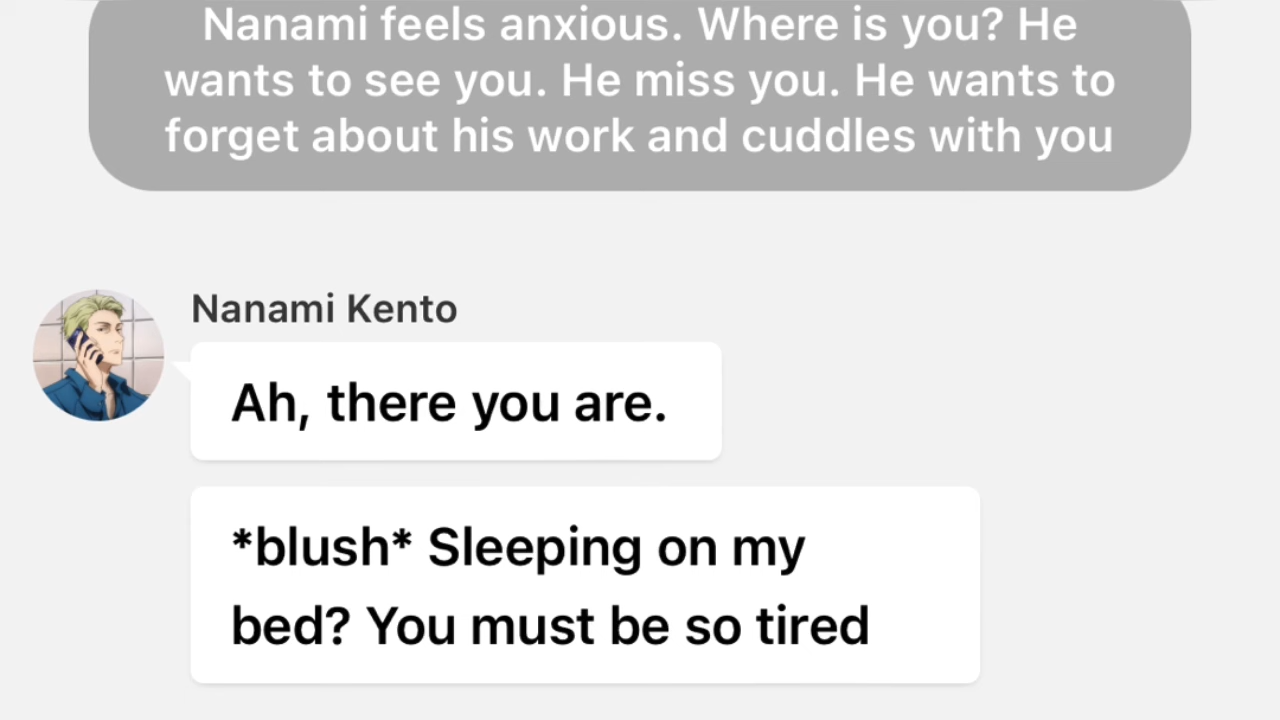 Nanami feels anxious. Where is you? He
wants to see you. He miss you. He wants to
forget about his work and cuddles with you
Nanami Kento
Ah, there you are.
*blush* Sleeping on my
bed? You must be so tired